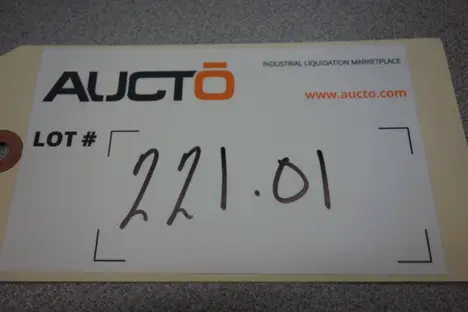 AUCTŌ
INDUSTRIAL LIQUIDATION MARKETPLACE
www.aucto.com
LOT #
221.01